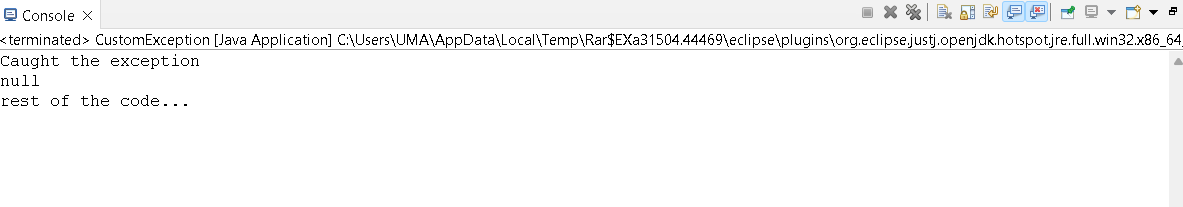 Console
<terminated> CustomException [Java Application] C:\Users\UMA\AppData\Local\Temp\Rar$EXa31504.44469\eclipse\plugins\org.eclipse.justj.openjdk.hotspot.jre.full.win32.x86_64_
Caught the exception
null
rest of the code...